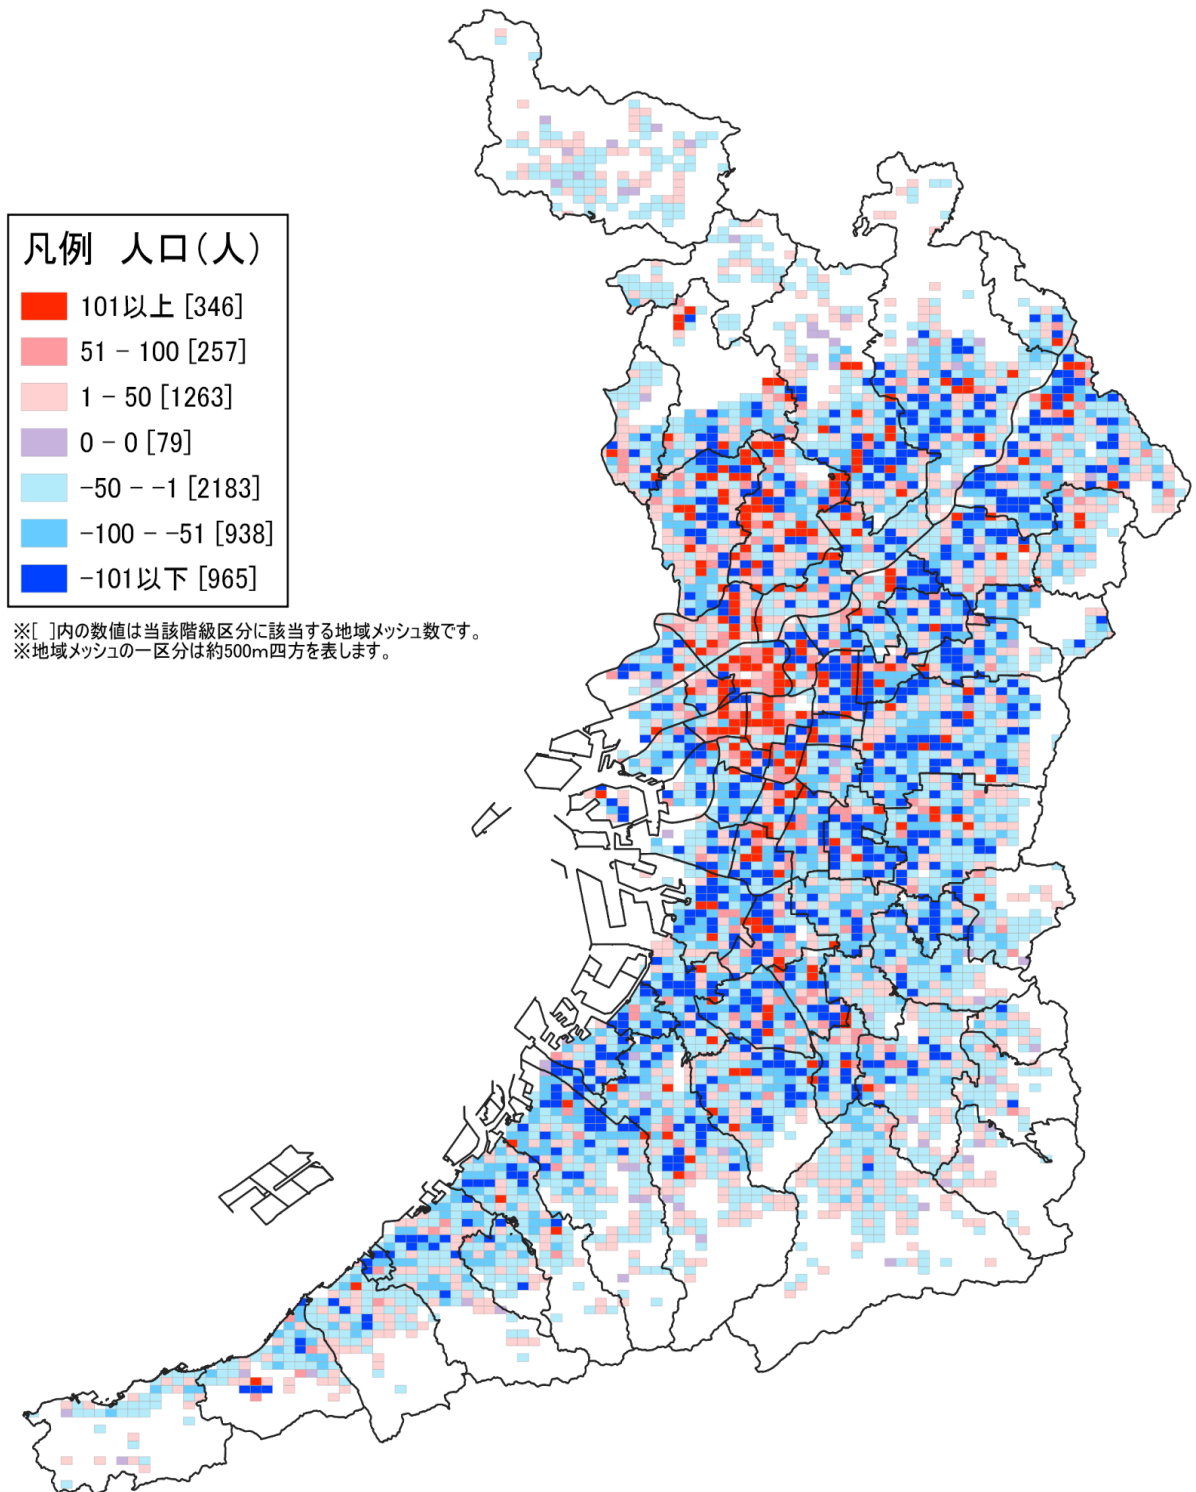 凡例 人口(人)
101以上 [346]
51 - 100 [257]
1 - 50 [1263]
0 - 0 [79]
-50 - -1 [2183]
-100 - -51 [938]
-101以下 [965]
※[ ]内の数値は当該階級区分に該当する地域メッシュ数です。
※地域メッシュの一区分は約500m四方を表します。